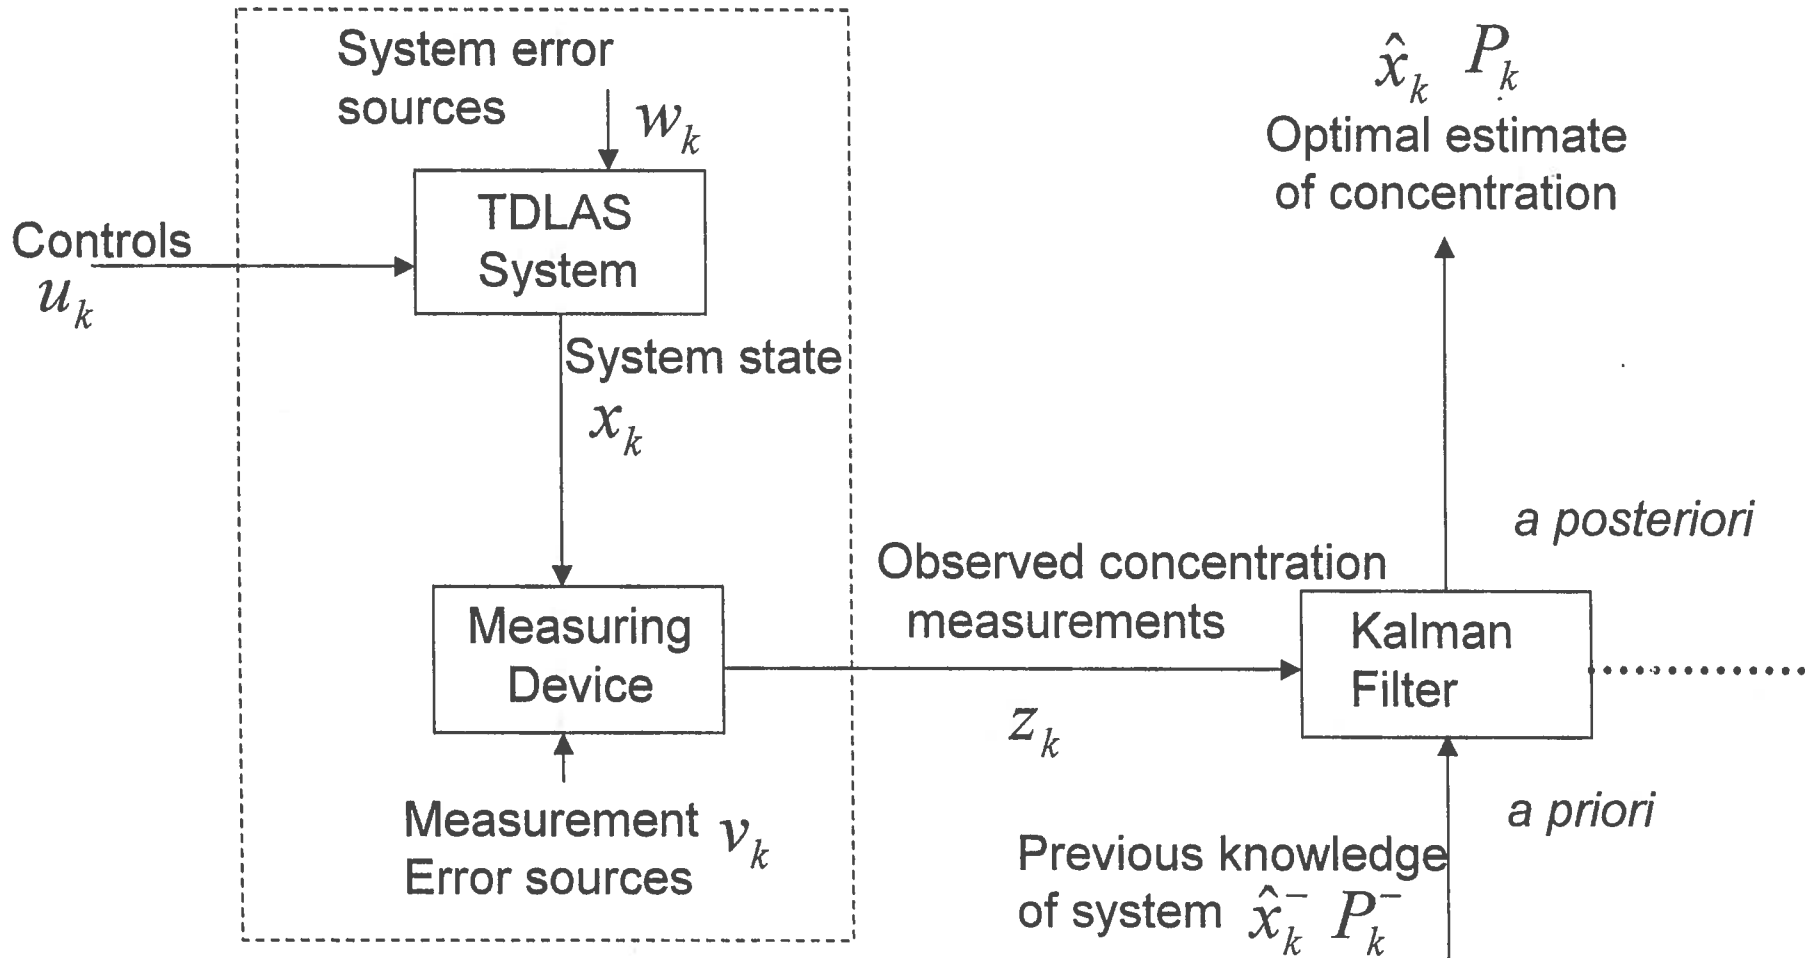 System error
sources
w_k
TDLAS
System
Controls
u_k
System state
x_k
Measuring
Device
Measurement
Error sources
v_k
Observed concentration
measurements
z_k
x̂_k P_k
Optimal estimate
of concentration
a posteriori
Kalman
Filter
a priori
Previous knowledge
of system x̂_k^- P_k^-